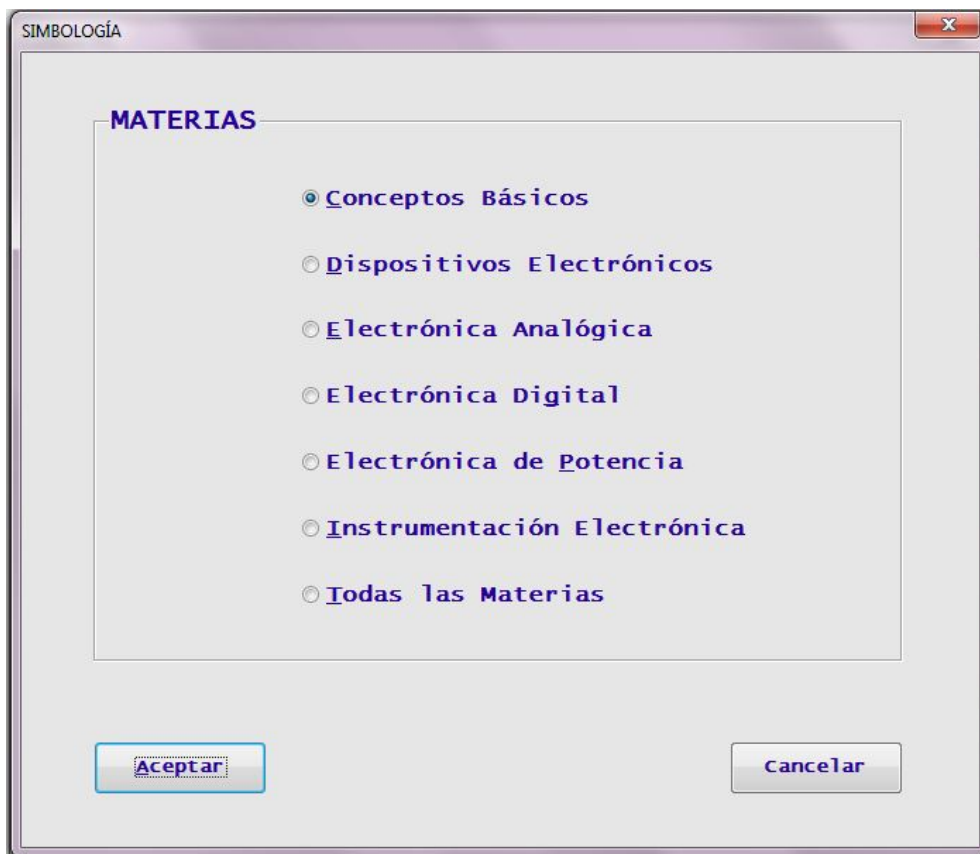 SIMBOLOGÍA
MATERIAS
Conceptos Básicos
Dispositivos Electrónicos
Electrónica Analógica
Electrónica Digital
Electrónica de Potencia
Instrumentación Electrónica
Todas las Materias
Aceptar
Cancelar